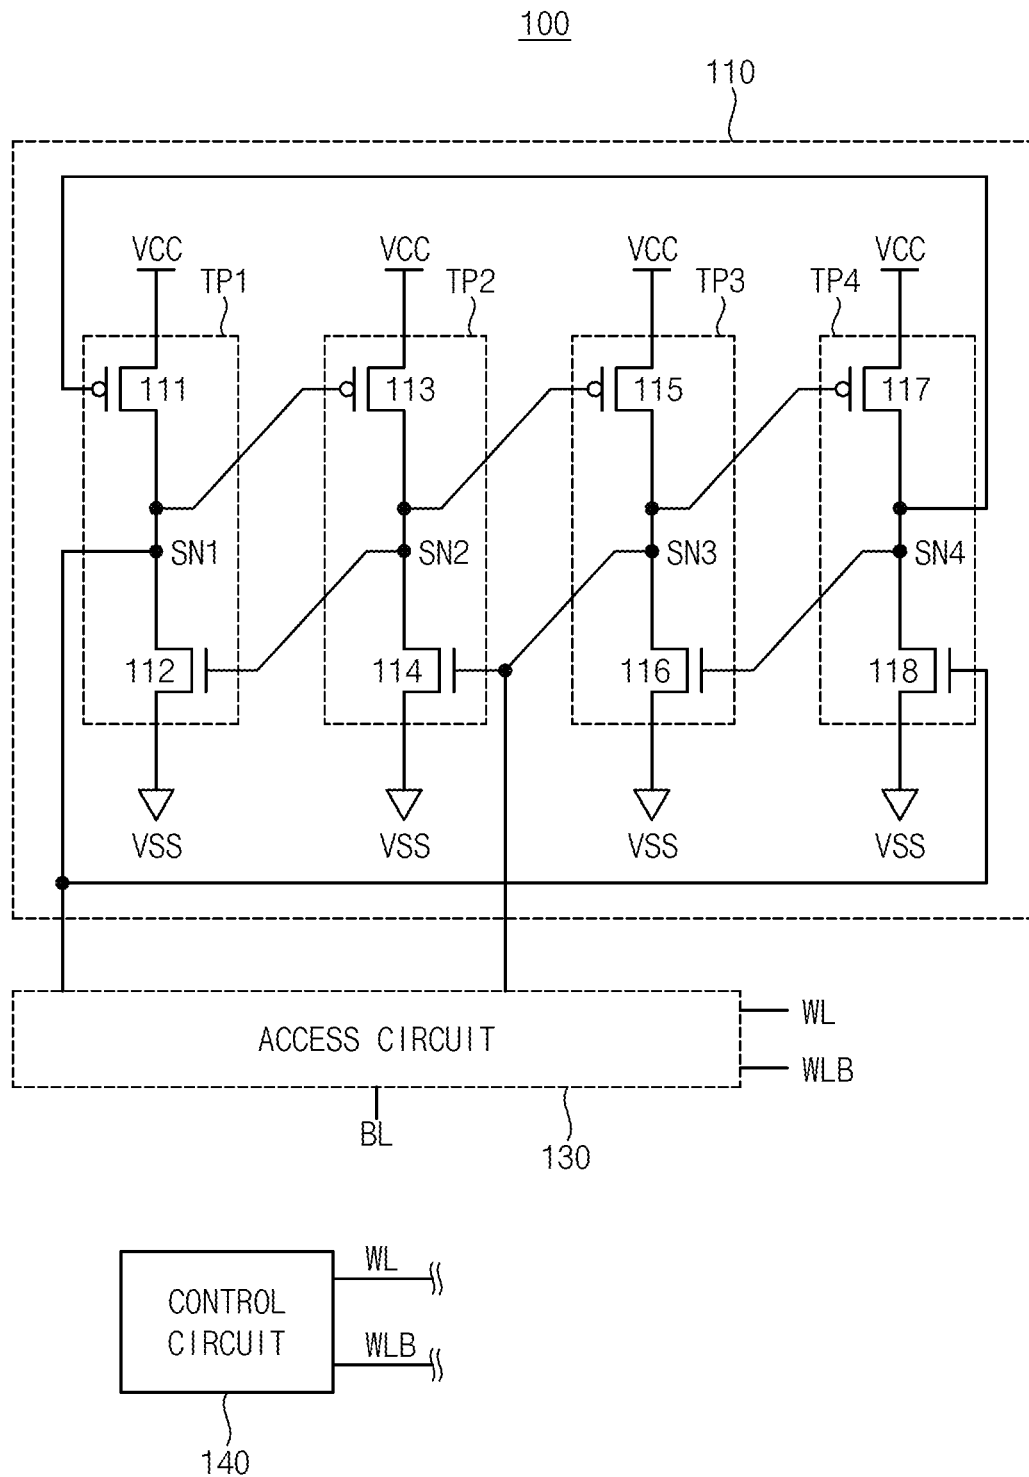 100
110
VCC VCC VCC VCC
TP1 TP2 TP3 TP4
111 113 115 117
SN1 SN2 SN3 SN4
112 114 116 118
VSS VSS VSS VSS
ACCESS CIRCUIT
WL
WLB
BL
130
CONTROL
CIRCUIT
WL
WLB
140